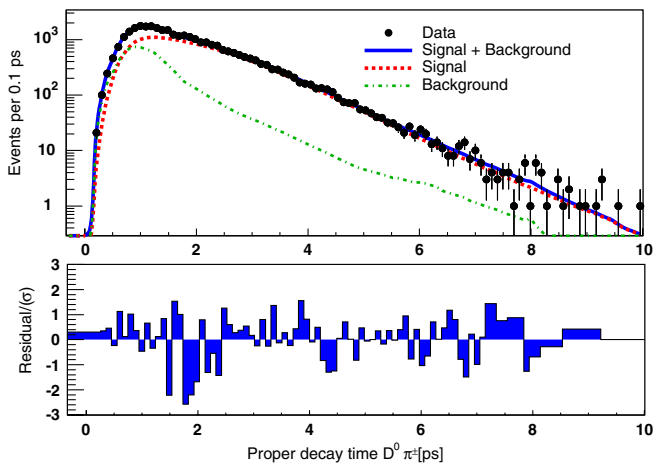 Events per 0.1 ps
10³
10²
10
1
Data
Signal + Background
Signal
Background
0 2 4 6 8 10
Residual/(σ)
3
2
1
0
-1
-2
-3
0 2 4 6 8 10
Proper decay time D⁰ π±[ps]